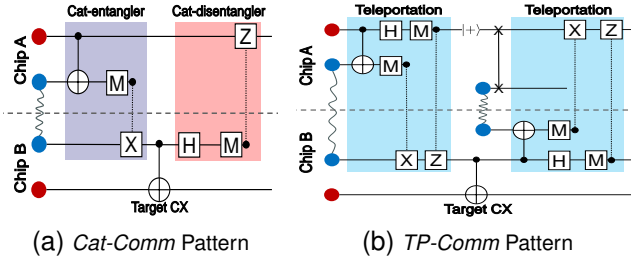 Cat-entangler Cat-disentangler
Chip A
Z
M
Chip B
X H M
Target CX
(a) Cat-Comm Pattern
Teleportation Teleportation
Chip A
H M |+⟩ X Z
M
M
Chip B
X Z H M
Target CX
(b) TP-Comm Pattern